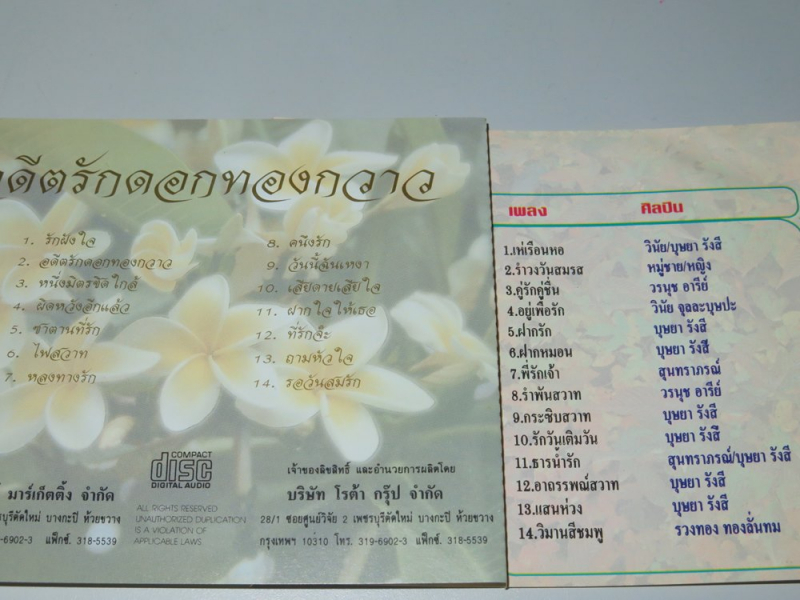 อดีตรักดอกทองกวาว
1. รักฝังใจ
2. อดีตรักดอกทองกวาว
3. หนึ่งมิตรชิดใกล้
4. ผิดหวังอีกแล้ว
5. ซาตานที่รัก
6. ไฟสวาท
7. หลงทางรัก
8. คนึงรัก
9. วันนี้ฉันเหงา
10. เสียดายเสียใจ
11. ฝากใจให้เธอ
12. ที่รักจ๊ะ
13. ถามหัวใจ
14. รอวันสมรัก
COMPACT
disc
DIGITAL AUDIO
มาร์เก็ตติ้ง จำกัด
บุรีตัดใหม่ บางกะปิ ห้วยขวาง
-6902-3 แฟ็กซ์. 318-5539
ALL RIGHTS RESERVED
UNAUTHORIZED DUPLICATION
IS A VIOLATION OF
APPLICABLE LAWS.
เจ้าของลิขสิทธิ์ และอำนวยการผลิตโดย
บริษัท โรต้า กรุ๊ป จำกัด
28/1 ซอยศูนย์วิจัย 2 เพชรบุรีตัดใหม่ บางกะปิ ห้วยขวาง
กรุงเทพฯ 10310 โทร. 319-6902-3 แฟ็กซ์. 318-5539
เพลง ศิลปิน
1.เห่เรือนหอ วินัย/บุษยา รังสี
2.รำวงวันสมรส หมู่ชาย/หญิง
3.คู่รักคู่ชื่น วรนุช อารีย์
4.อยู่เพื่อรัก วินัย จุลละบุษปะ
5.ฝากรัก บุษยา รังสี
6.ฝากหมอน บุษยา รังสี
7.พี่รักเจ้า สุนทราภรณ์
8.รำพันสวาท วรนุช อารีย์
9.กระซิบสวาท บุษยา รังสี
10.รักวันเติมวัน บุษยา รังสี
11.ธารน้ำรัก สุนทราภรณ์/บุษยา รังสี
12.อาถรรพณ์สวาท บุษยา รังสี
13.แสนห่วง บุษยา รังสี
14.วิมานสีชมพู รวงทอง ทองลั่นทม